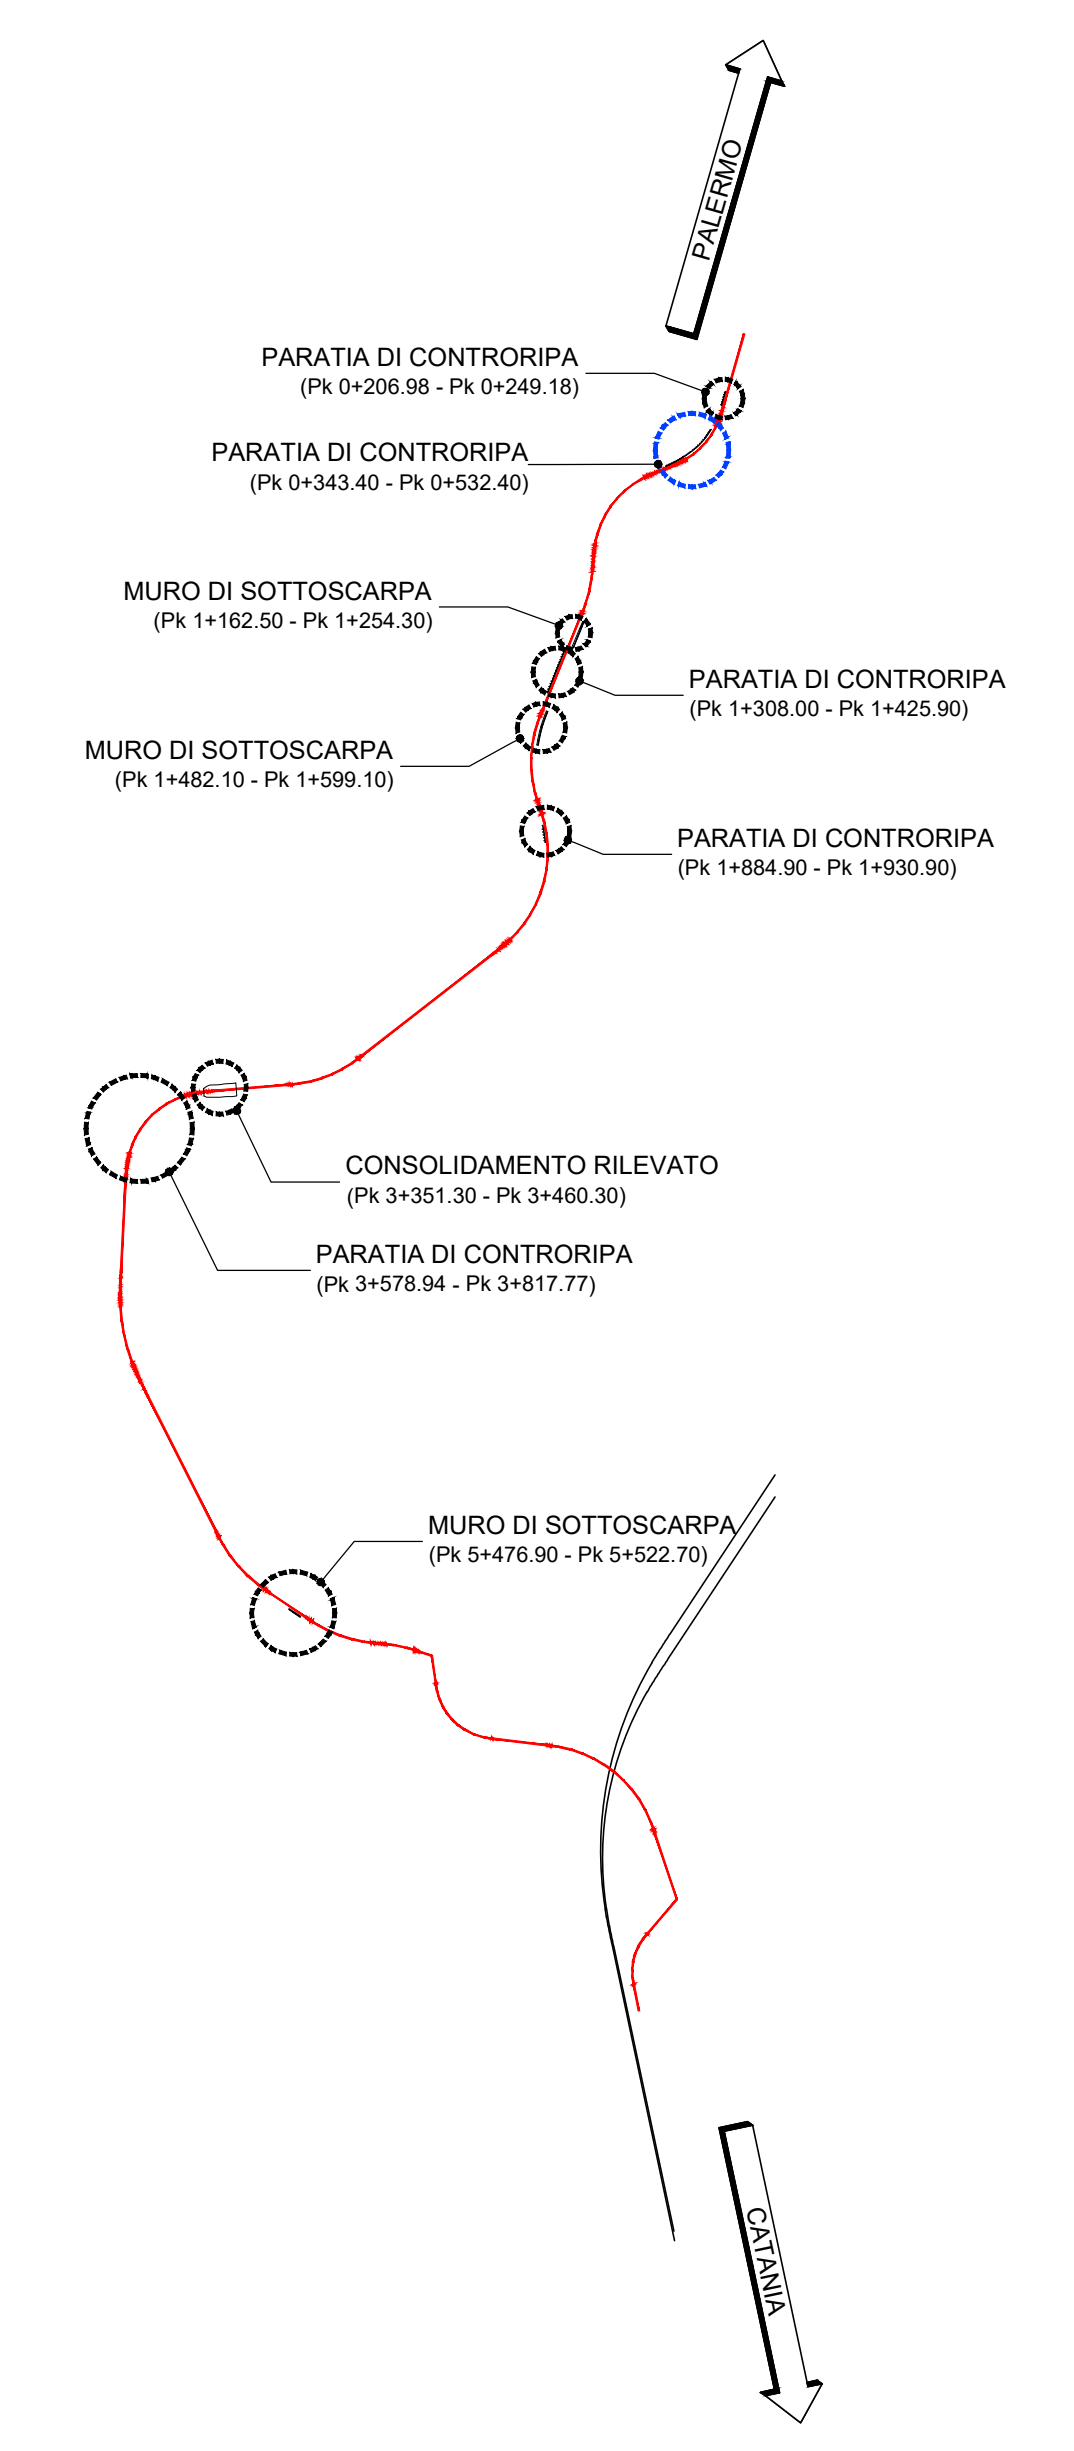 PALERMO
PARATIA DI CONTRORIPA
(Pk 0+206.98 - Pk 0+249.18)
PARATIA DI CONTRORIPA
(Pk 0+343.40 - Pk 0+532.40)
MURO DI SOTTOSCARPA
(Pk 1+162.50 - Pk 1+254.30)
PARATIA DI CONTRORIPA
(Pk 1+308.00 - Pk 1+425.90)
MURO DI SOTTOSCARPA
(Pk 1+482.10 - Pk 1+599.10)
PARATIA DI CONTRORIPA
(Pk 1+884.90 - Pk 1+930.90)
CONSOLIDAMENTO RILEVATO
(Pk 3+351.30 - Pk 3+460.30)
PARATIA DI CONTRORIPA
(Pk 3+578.94 - Pk 3+817.77)
MURO DI SOTTOSCARPA
(Pk 5+476.90 - Pk 5+522.70)
CATANIA